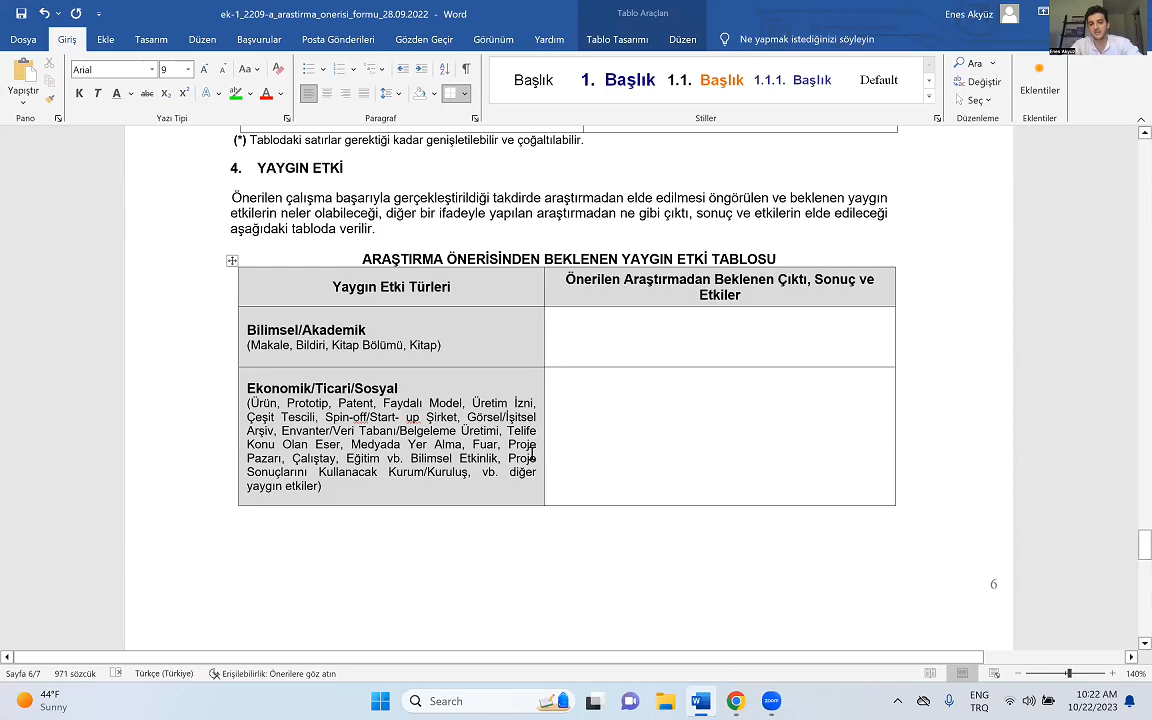 ek-1_2209-a_arastirma_onerisi_formu_28.09.2022 - Word
Tablo Araçları
Enes Akyüz
Dosya Giriş Ekle Tasarım Düzen Başvurular Posta Gönderileri Gözden Geçir Görünüm Yardım Tablo Tasarımı Düzen Ne yapmak istediğinizi söyleyin
Enes Akyüz
Yapıştır
Arial 9
Başlık 1. Başlık 1.1. Başlık 1.1.1. Başlık Default
Ara
Değiştir
Seç
Eklentiler
Pano Yazı Tipi Paragraf Stiller Düzenleme Eklentiler
(*) Tablodaki satırlar gerektiği kadar genişletilebilir ve çoğaltılabilir.
4. YAYGIN ETKİ
Önerilen çalışma başarıyla gerçekleştirildiği takdirde araştırmadan elde edilmesi öngörülen ve beklenen yaygın
etkilerin neler olabileceği, diğer bir ifadeyle yapılan araştırmadan ne gibi çıktı, sonuç ve etkilerin elde edileceği
aşağıdaki tabloda verilir.
ARAŞTIRMA ÖNERİSİNDEN BEKLENEN YAYGIN ETKİ TABLOSU
Yaygın Etki Türleri
Önerilen Araştırmadan Beklenen Çıktı, Sonuç ve
Etkiler
Bilimsel/Akademik
(Makale, Bildiri, Kitap Bölümü, Kitap)
Ekonomik/Ticari/Sosyal
(Ürün, Prototip, Patent, Faydalı Model, Üretim İzni,
Çeşit Tescili, Spin-off/Start- up Şirket, Görsel/İşitsel
Arşiv, Envanter/Veri Tabanı/Belgeleme Üretimi, Telife
Konu Olan Eser, Medyada Yer Alma, Fuar, Proje
Pazarı, Çalıştay, Eğitim vb. Bilimsel Etkinlik, Proje
Sonuçlarını Kullanacak Kurum/Kuruluş, vb. diğer
yaygın etkiler)
6
Sayfa 6/7 971 sözcük Türkçe (Türkiye) Erişilebilirlik: Önerilere göz atın %140
44°F
Sunny
Search
ENG
TRQ
10:22 AM
10/22/2023